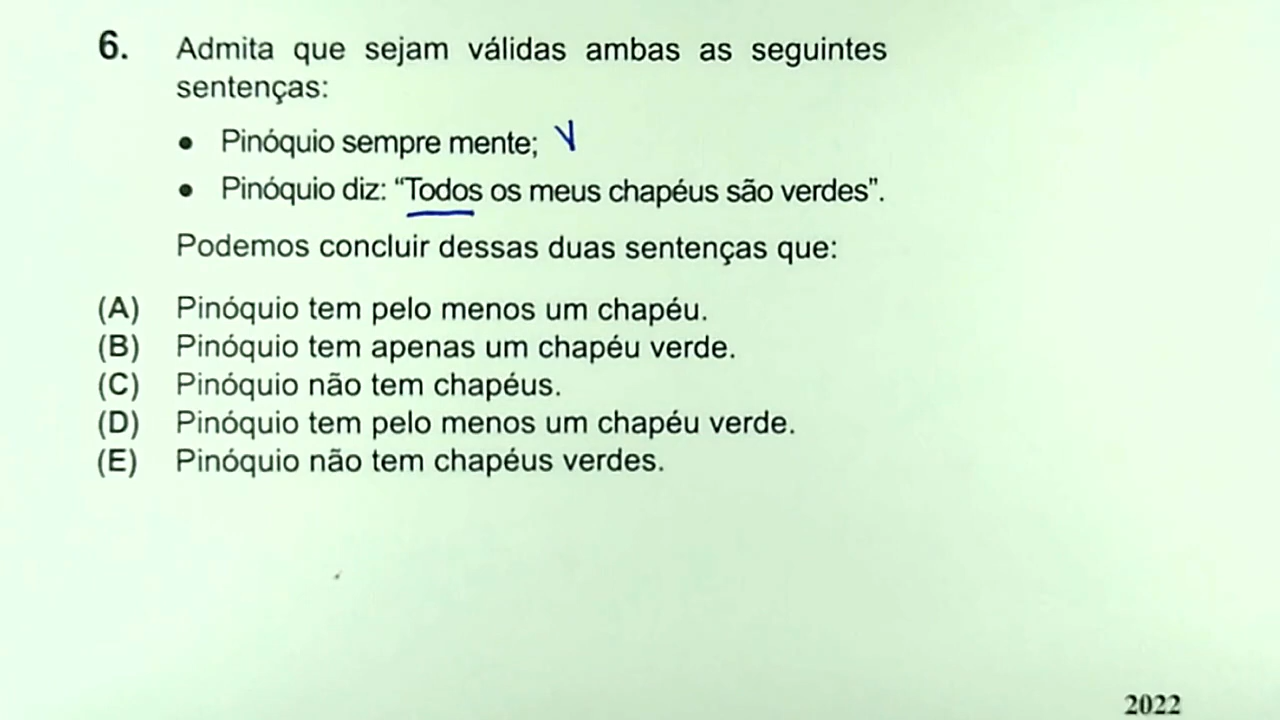 6. Admita que sejam válidas ambas as seguintes
sentenças:
• Pinóquio sempre mente; V
• Pinóquio diz: “Todos os meus chapéus são verdes”.
Podemos concluir dessas duas sentenças que:
(A) Pinóquio tem pelo menos um chapéu.
(B) Pinóquio tem apenas um chapéu verde.
(C) Pinóquio não tem chapéus.
(D) Pinóquio tem pelo menos um chapéu verde.
(E) Pinóquio não tem chapéus verdes.
2022